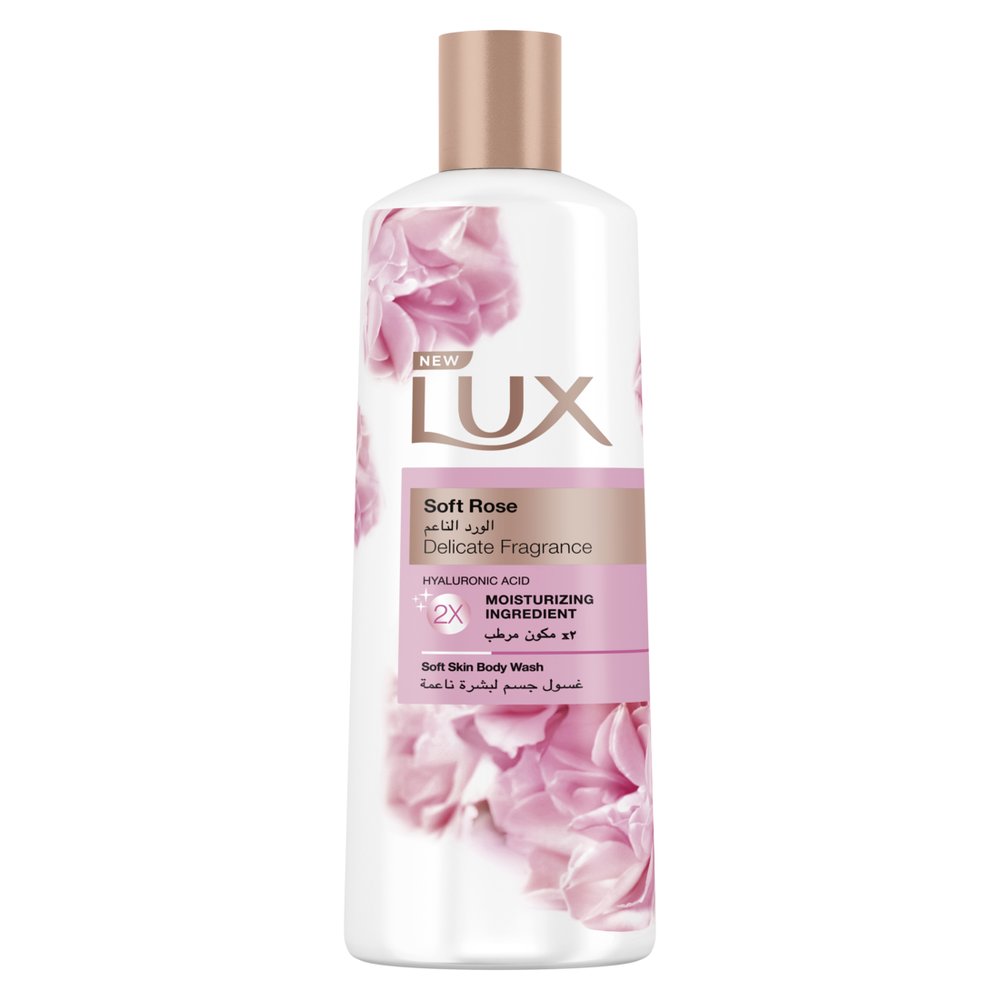 NEW
LUX
Soft Rose
الورد الناعم
Delicate Fragrance
HYALURONIC ACID
2X
MOISTURIZING
INGREDIENT
x٢ مكون مرطب
Soft Skin Body Wash
غسول جسم لبشرة ناعمة